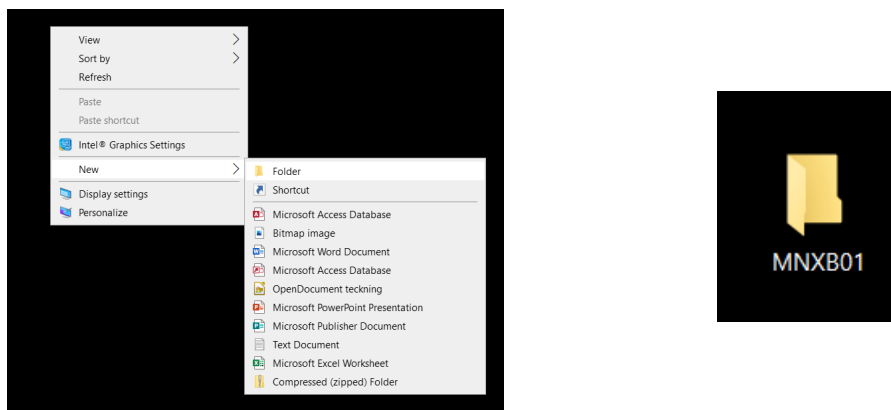 View
Sort by
Refresh
Paste
Paste shortcut
Intel® Graphics Settings
New
Display settings
Personalize
Folder
Shortcut
Microsoft Access Database
Bitmap image
Microsoft Word Document
Microsoft Access Database
OpenDocument teckning
Microsoft PowerPoint Presentation
Microsoft Publisher Document
Text Document
Microsoft Excel Worksheet
Compressed (zipped) Folder
MNXB01